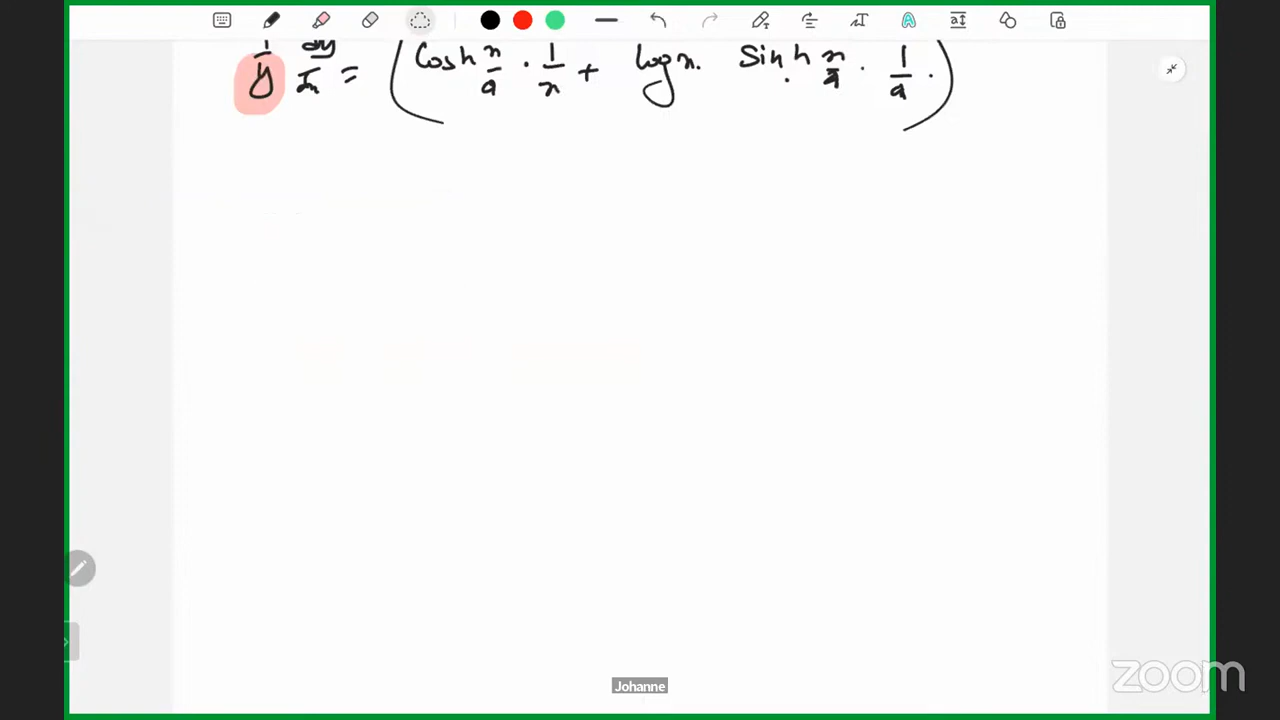 1/y dy/dx = ( Cosh x/a · 1/x + log x. Sinh x/a · 1/a . )
Johanne
zoom